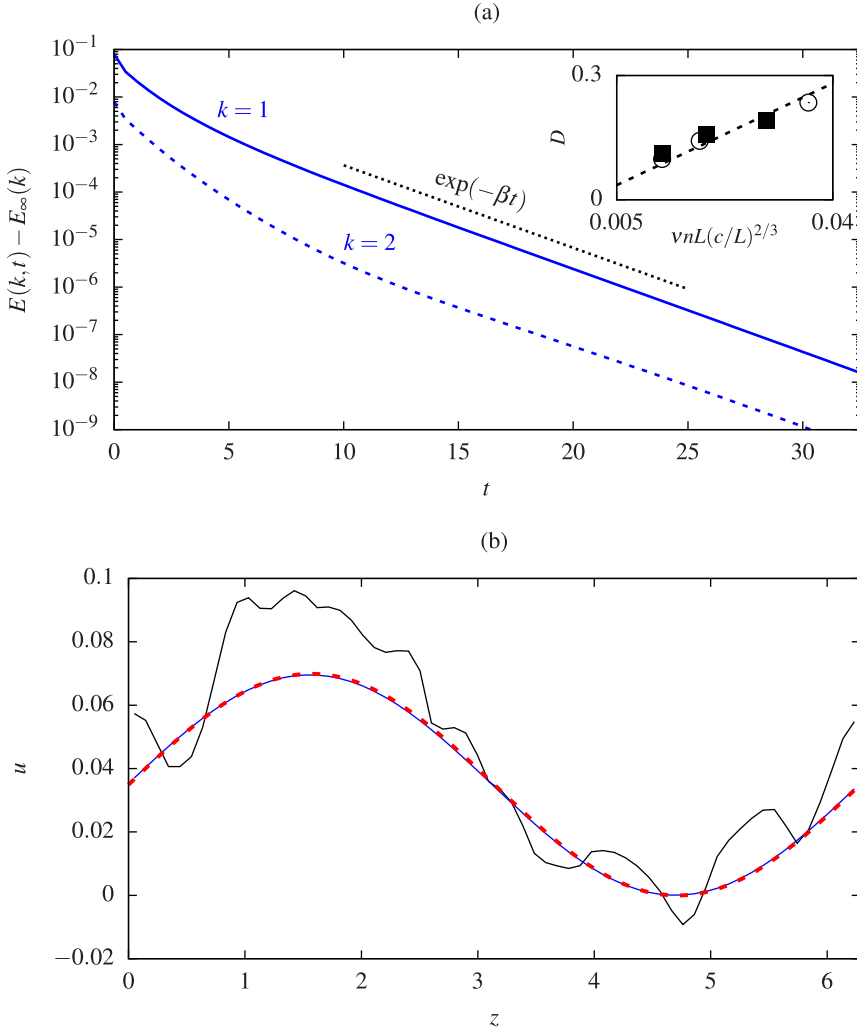 (a)
E(k,t) − E∞(k)
10⁻¹
10⁻²
10⁻³
10⁻⁴
10⁻⁵
10⁻⁶
10⁻⁷
10⁻⁸
10⁻⁹
k = 1
k = 2
exp(−βt)
0.3
D
0
0.005
0.04
νnL(c/L)²ᐟ³
0 5 10 15 20 25 30
t
(b)
u
0.1
0.08
0.06
0.04
0.02
0
−0.02
0 1 2 3 4 5 6
z